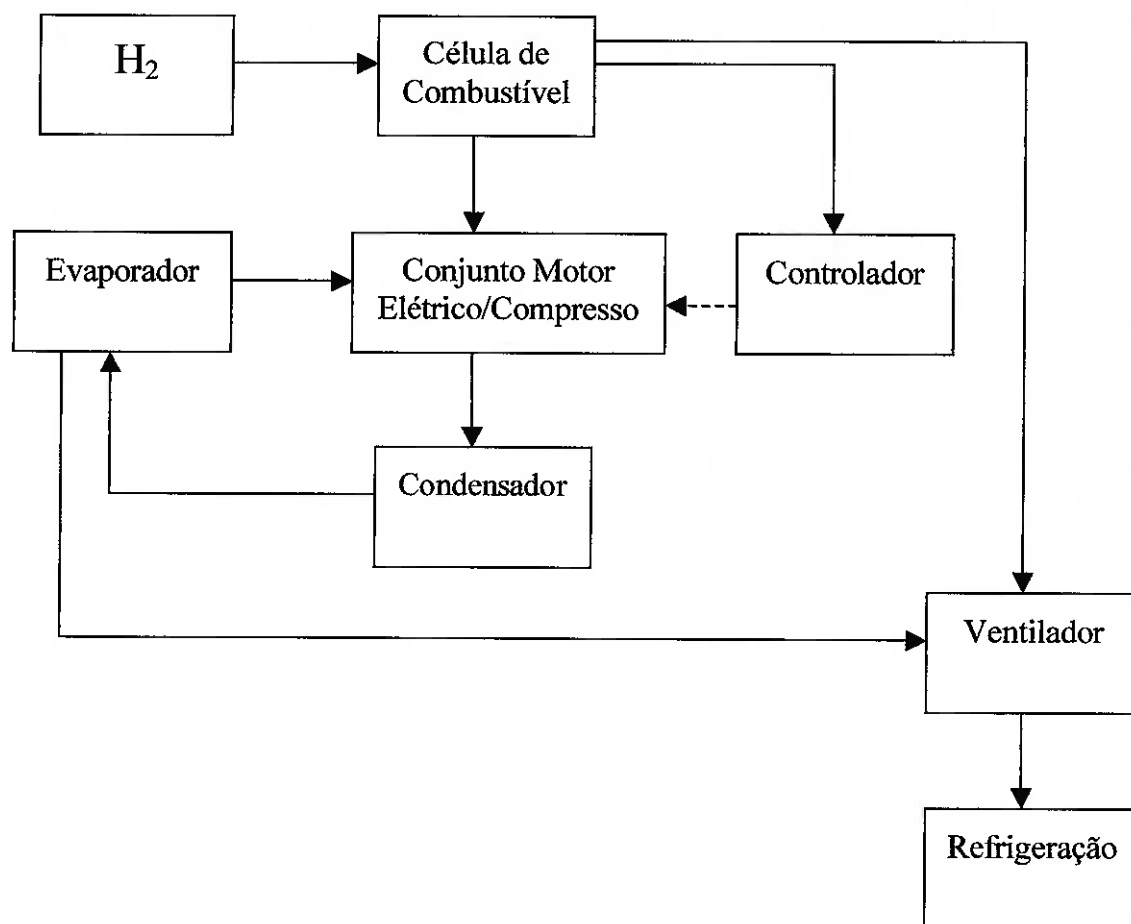 H₂
Célula de
Combustível
Evaporador
Conjunto Motor
Elétrico/Compresso
Controlador
Condensador
Ventilador
Refrigeração